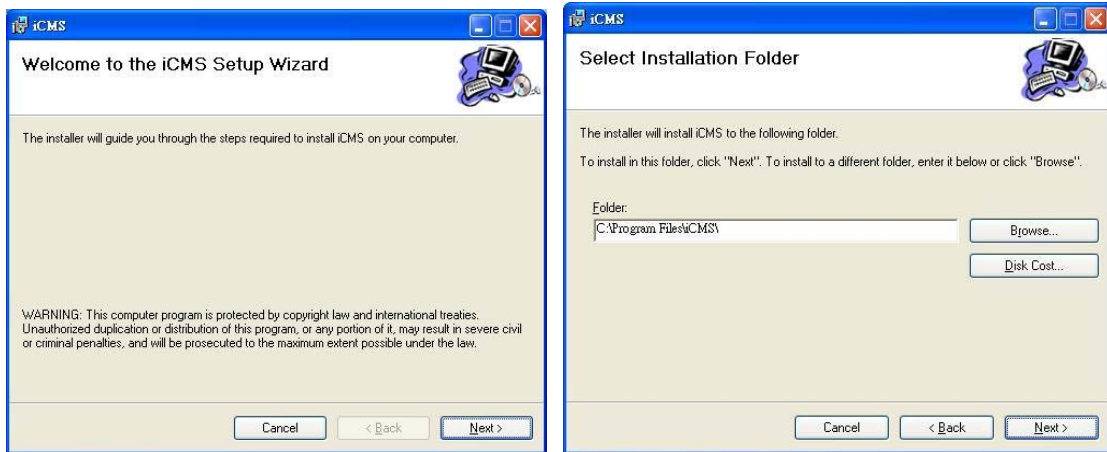 iCMS
Welcome to the iCMS Setup Wizard
The installer will guide you through the steps required to install iCMS on your computer.
WARNING: This computer program is protected by copyright law and international treaties.
Unauthorized duplication or distribution of this program, or any portion of it, may result in severe civil
or criminal penalties, and will be prosecuted to the maximum extent possible under the law.
Cancel
< Back
Next >
iCMS
Select Installation Folder
The installer will install iCMS to the following folder.
To install in this folder, click "Next". To install to a different folder, enter it below or click "Browse".
Folder:
C:\Program Files\iCMS\
Browse...
Disk Cost...
Cancel
< Back
Next >